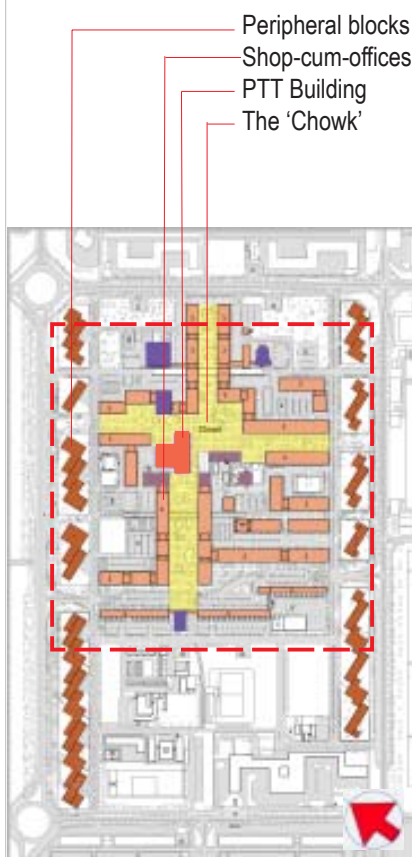 Peripheral blocks
Shop-cum-offices
PTT Building
The ‘Chowk’
Chowk